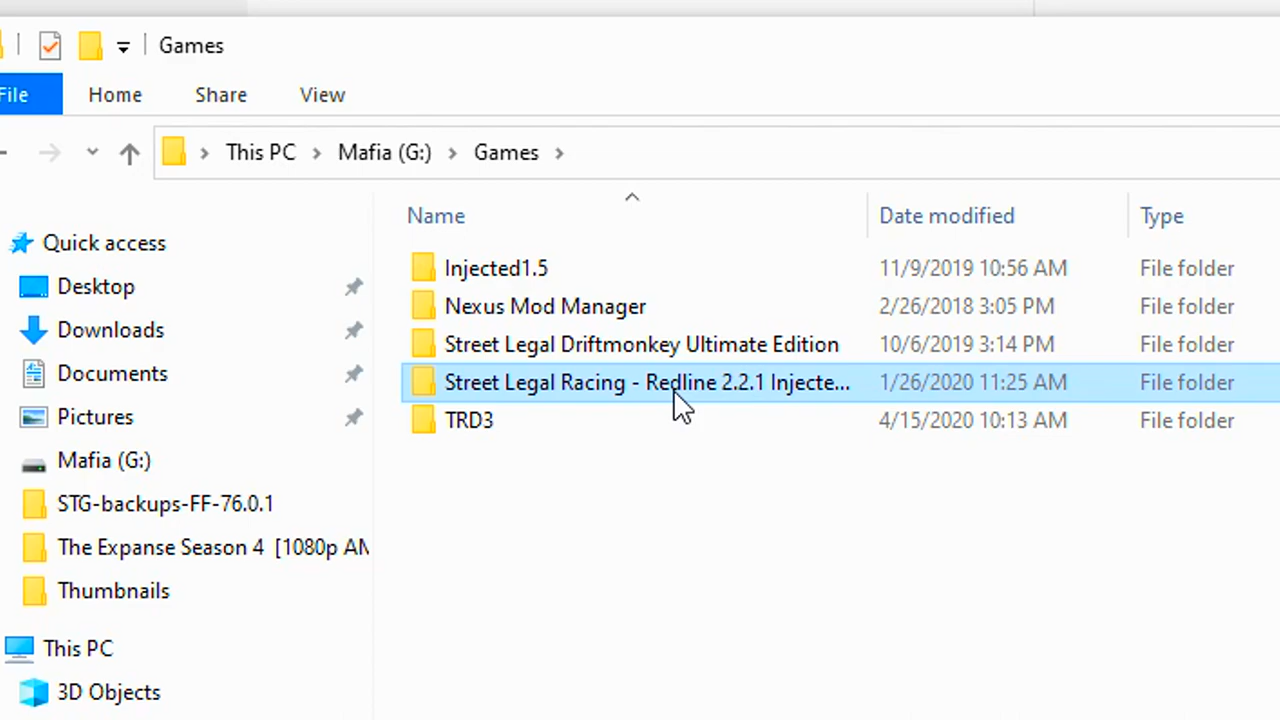 Games
File Home Share View
This PC Mafia (G:) Games
Name Date modified Type
Quick access
Desktop
Downloads
Documents
Pictures
Mafia (G:)
STG-backups-FF-76.0.1
The Expanse Season 4 [1080p AM
Thumbnails
This PC
3D Objects
Injected1.5 11/9/2019 10:56 AM File folder
Nexus Mod Manager 2/26/2018 3:05 PM File folder
Street Legal Driftmonkey Ultimate Edition 10/6/2019 3:14 PM File folder
Street Legal Racing - Redline 2.2.1 Injecte... 1/26/2020 11:25 AM File folder
TRD3 4/15/2020 10:13 AM File folder